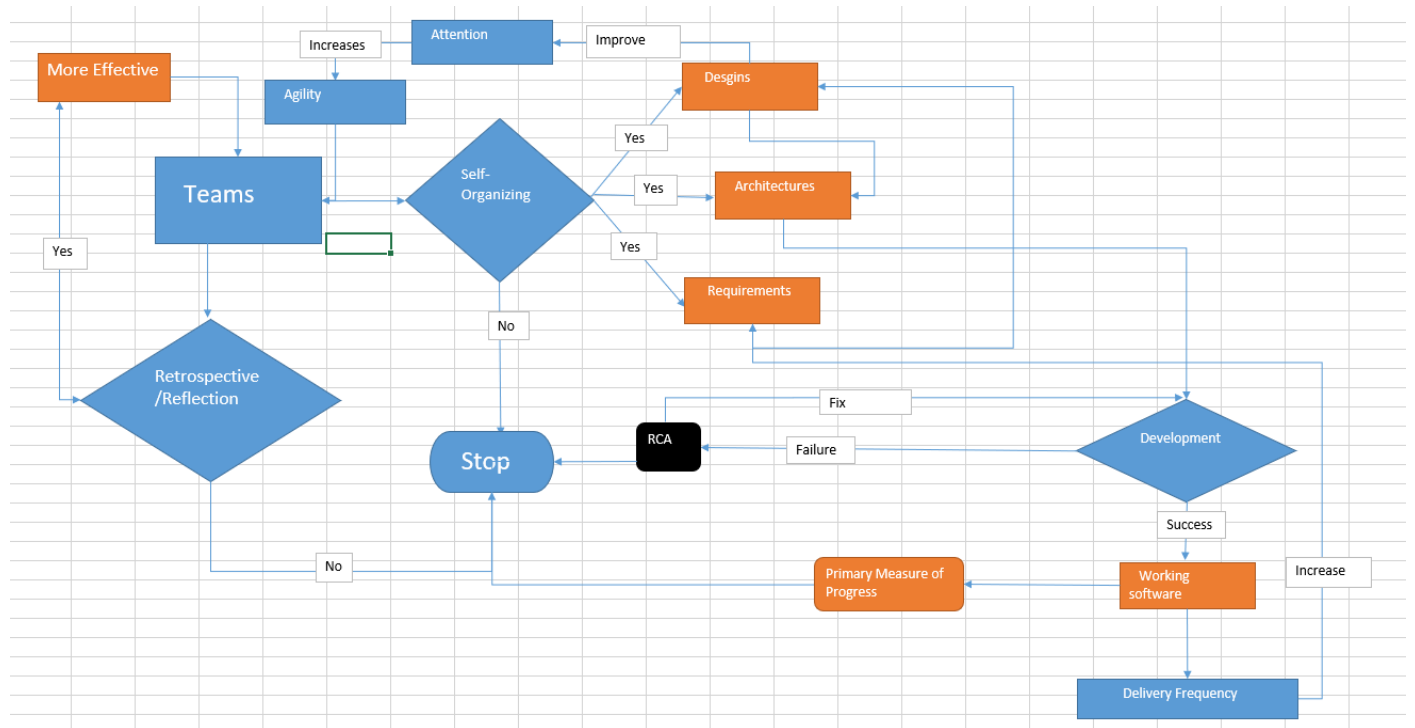 Attention
Increases
Improve
More Effective
Desgins
Agility
Yes
Self-
Organizing
Teams
Yes
Architectures
Yes
Yes
Requirements
No
Retrospective
/Reflection
Fix
RCA
Development
Failure
Stop
Success
No
Primary Measure of
Progress
Working
software
Increase
Delivery Frequency